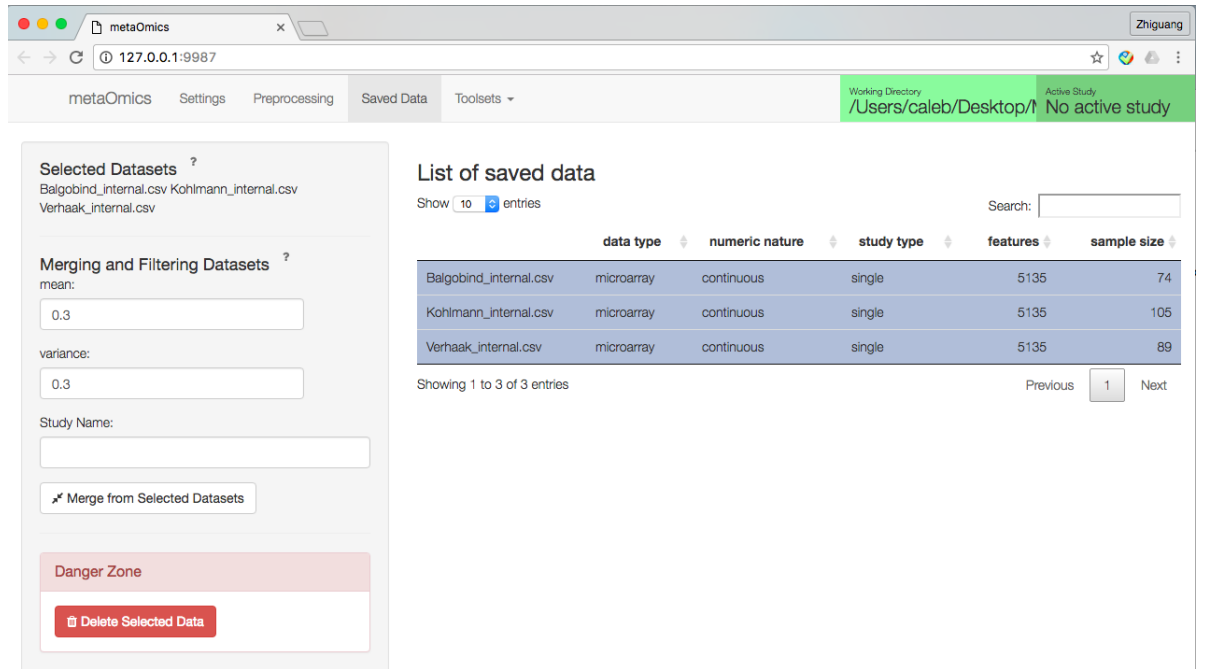 metaOmics
Zhiguang
127.0.0.1:9987
metaOmics Settings Preprocessing Saved Data Toolsets
Working Directory
/Users/caleb/Desktop/
Active Study
No active study
Selected Datasets ?
Balgobind_internal.csv Kohlmann_internal.csv
Verhaak_internal.csv
Merging and Filtering Datasets ?
mean:
0.3
variance:
0.3
Study Name:
Merge from Selected Datasets
Danger Zone
Delete Selected Data
List of saved data
Show 10 entries
Search:
data type numeric nature study type features sample size
Balgobind_internal.csv microarray continuous single 5135 74
Kohlmann_internal.csv microarray continuous single 5135 105
Verhaak_internal.csv microarray continuous single 5135 89
Showing 1 to 3 of 3 entries
Previous 1 Next